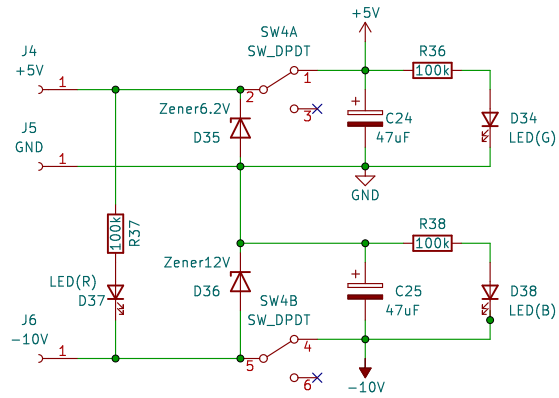 +5V
J4
+5V
1
SW4A
SW_DPDT
1
2
3
R36
100k
Zener6.2V
D35
+
C24
47uF
D34
LED(G)
J5
GND
1
GND
R37
100k
R38
100k
Zener12V
D36
LED(R)
D37
+
C25
47uF
D38
LED(B)
SW4B
SW_DPDT
J6
-10V
1
4
5
6
-10V